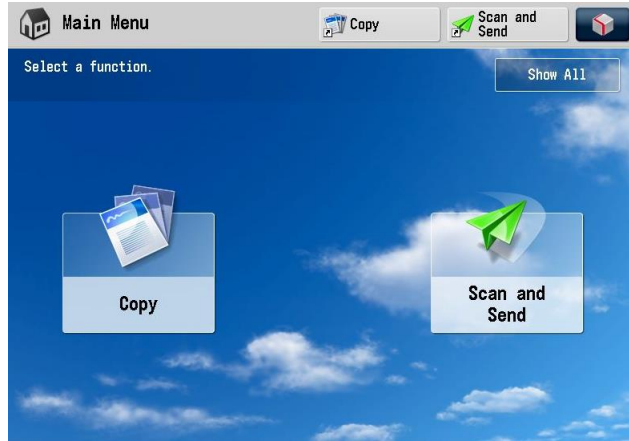 Main Menu
Copy
Scan and
Send
Select a function.
Show All
Copy
Scan and
Send